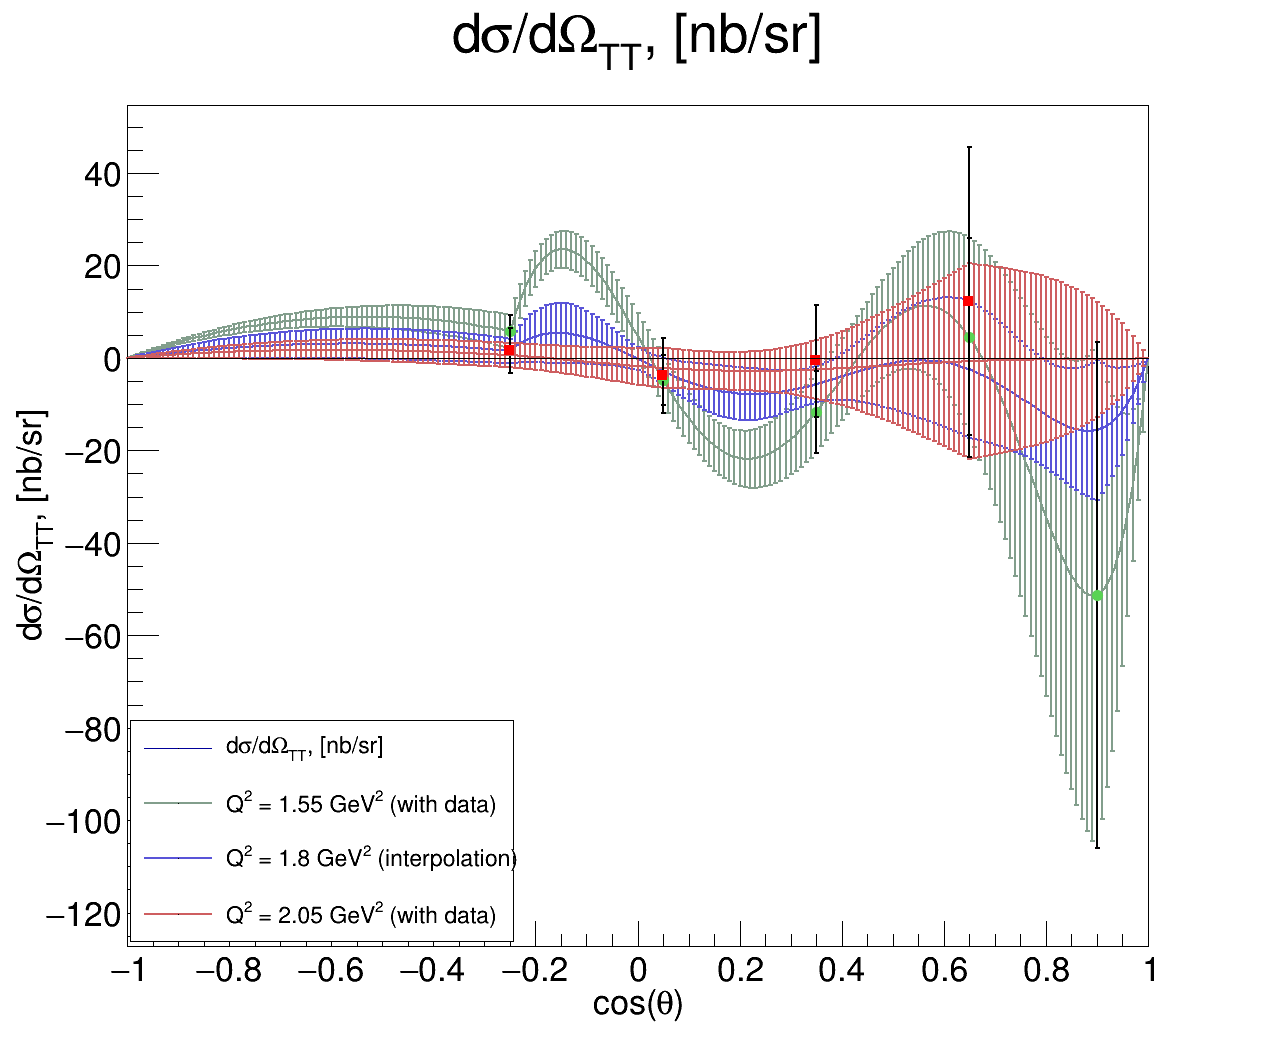 dσ/dΩTT, [nb/sr]
dσ/dΩTT, [nb/sr]
40
20
0
−20
−40
−60
−80
−100
−120
dσ/dΩTT, [nb/sr]
Q2 = 1.55 GeV2 (with data)
Q2 = 1.8 GeV2 (interpolation)
Q2 = 2.05 GeV2 (with data)
−1 −0.8 −0.6 −0.4 −0.2 0 0.2 0.4 0.6 0.8 1
cos(θ)